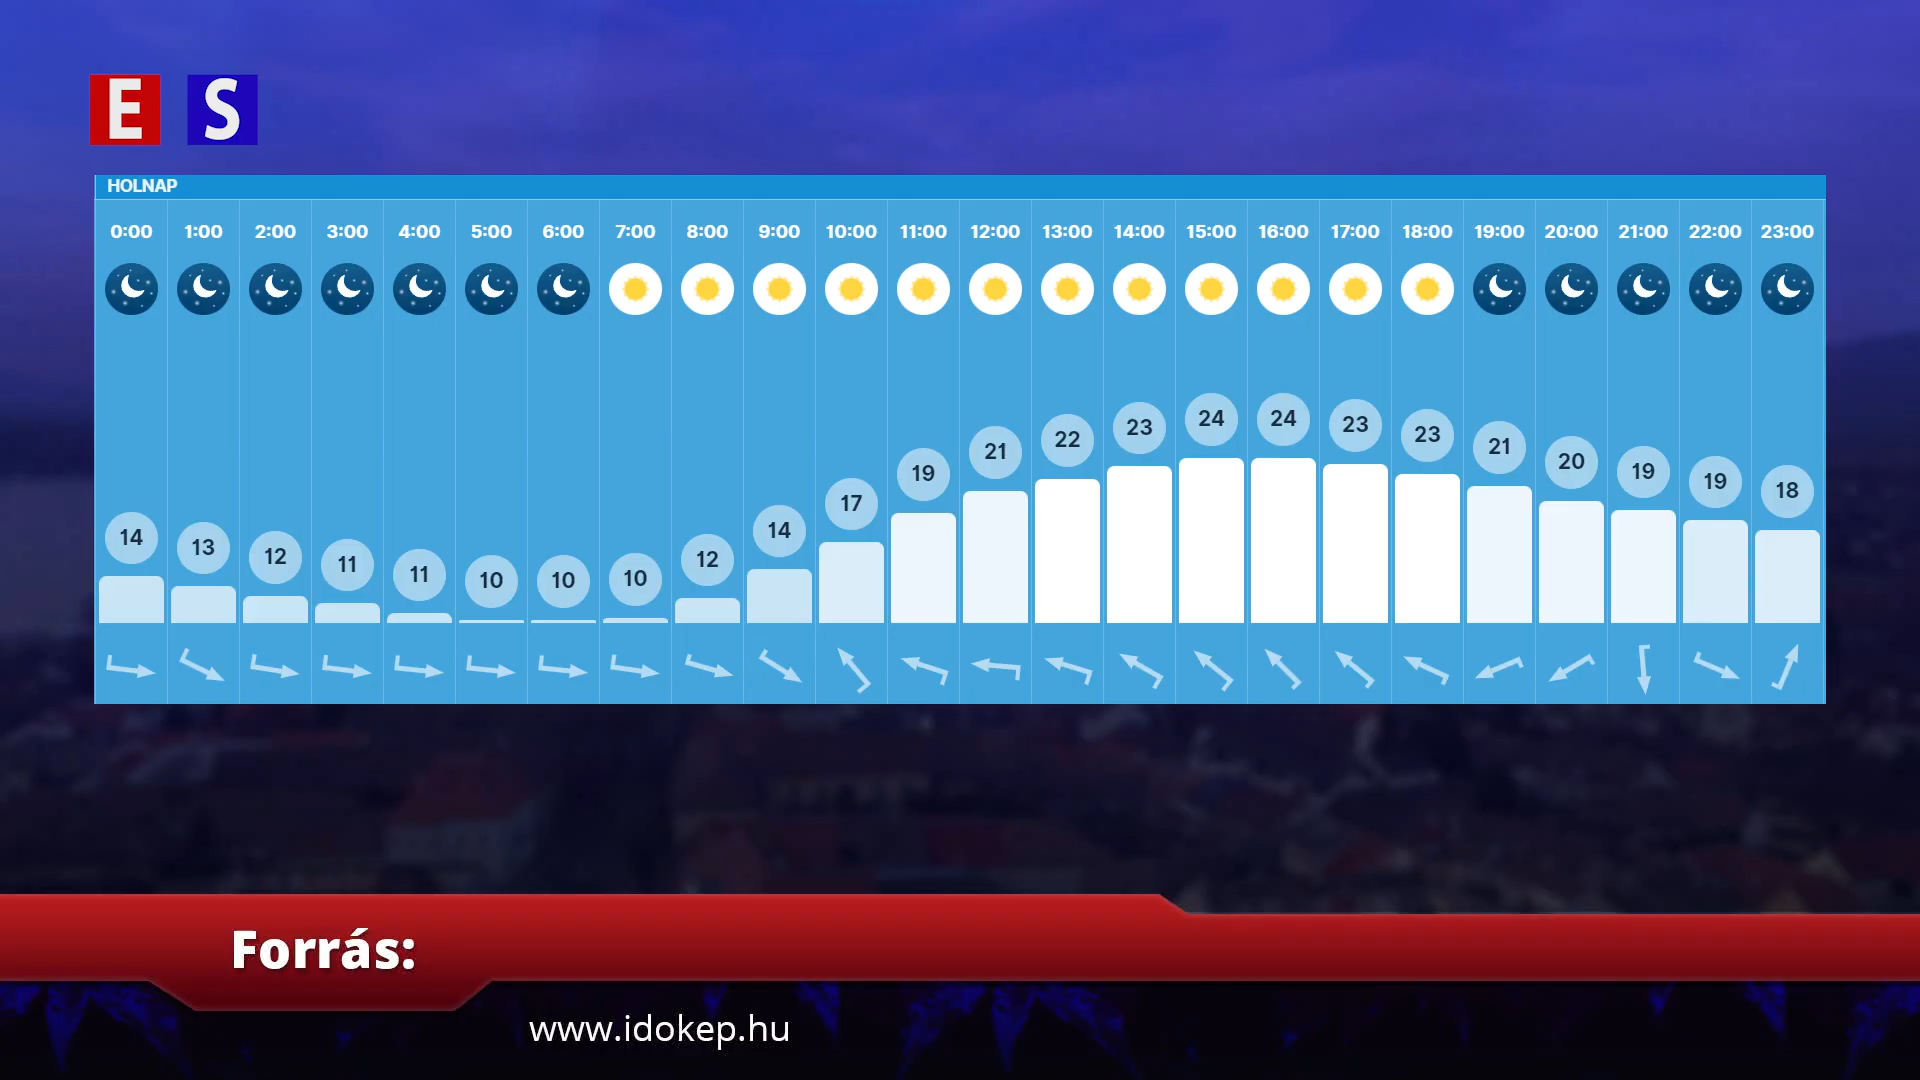 E S
HOLNAP
0:00 1:00 2:00 3:00 4:00 5:00 6:00 7:00 8:00 9:00 10:00 11:00 12:00 13:00 14:00 15:00 16:00 17:00 18:00 19:00 20:00 21:00 22:00 23:00
14 13 12 11 11 10 10 10 12 14 17 19 21 22 23 24 24 23 23 21 20 19 19 18
Forrás:
www.idokep.hu